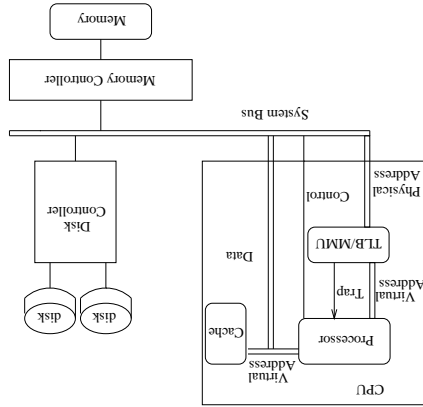 CPU
Processor
Virtual
Address
Cache
Trap
Virtual
Address
TLB/MMU
Control
Data
Physical
Address
System Bus
disk
disk
Disk
Controller
Memory Controller
Memory